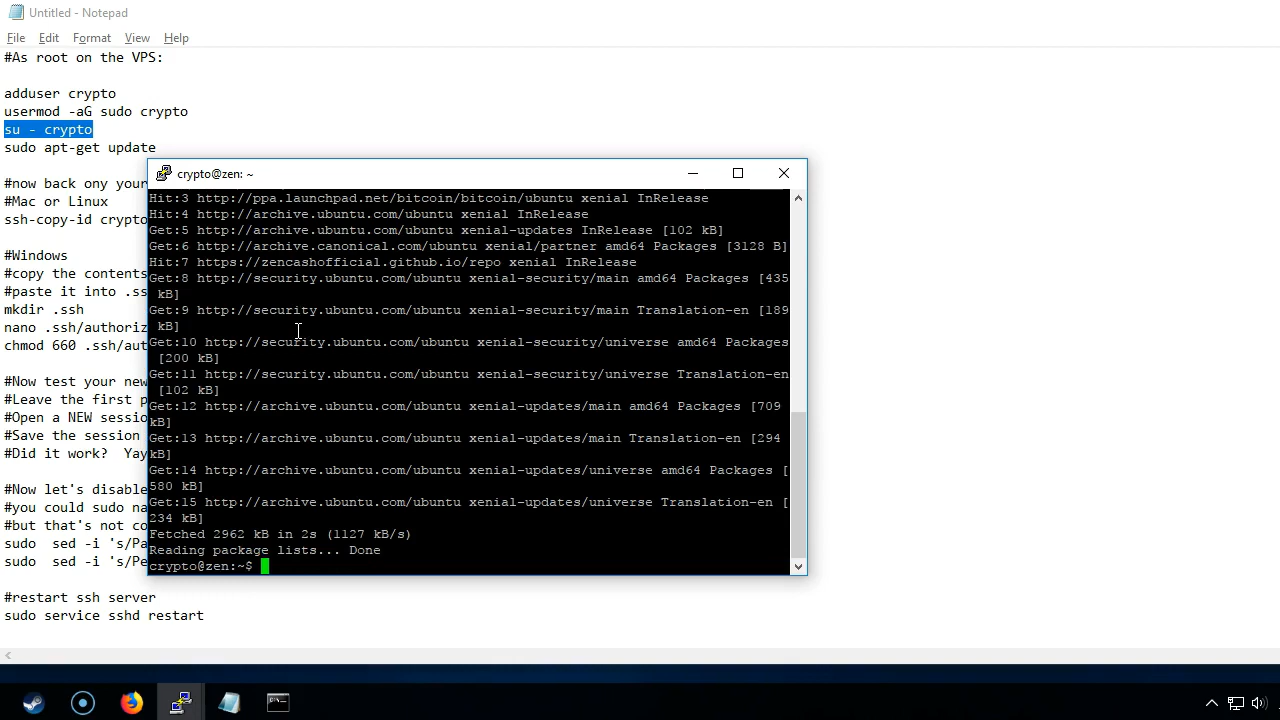 Untitled - Notepad
File Edit Format View Help
#As root on the VPS:
adduser crypto
usermod -aG sudo crypto
su - crypto
sudo apt-get update
#now back ony your
#Mac or Linux
ssh-copy-id crypto
#Windows
#copy the contents
#paste it into .ss
mkdir .ssh
nano .ssh/authoriz
chmod 660 .ssh/aut
#Now test your new
#Leave the first p
#Open a NEW sessio
#Save the session
#Did it work?  Yay
#Now let's disable
#you could sudo na
#but that's not co
sudo  sed -i 's/Pa
sudo  sed -i 's/Pe
#restart ssh server
sudo service sshd restart
crypto@zen: ~
Hit:3 http://ppa.launchpad.net/bitcoin/bitcoin/ubuntu xenial InRelease
Hit:4 http://archive.ubuntu.com/ubuntu xenial InRelease
Get:5 http://archive.ubuntu.com/ubuntu xenial-updates InRelease [102 kB]
Get:6 http://archive.canonical.com/ubuntu xenial/partner amd64 Packages [3128 B]
Hit:7 https://zencashofficial.github.io/repo xenial InRelease
Get:8 http://security.ubuntu.com/ubuntu xenial-security/main amd64 Packages [435
kB]
Get:9 http://security.ubuntu.com/ubuntu xenial-security/main Translation-en [189
kB]
Get:10 http://security.ubuntu.com/ubuntu xenial-security/universe amd64 Packages
[200 kB]
Get:11 http://security.ubuntu.com/ubuntu xenial-security/universe Translation-en
[102 kB]
Get:12 http://archive.ubuntu.com/ubuntu xenial-updates/main amd64 Packages [709
kB]
Get:13 http://archive.ubuntu.com/ubuntu xenial-updates/main Translation-en [294
kB]
Get:14 http://archive.ubuntu.com/ubuntu xenial-updates/universe amd64 Packages [
580 kB]
Get:15 http://archive.ubuntu.com/ubuntu xenial-updates/universe Translation-en [
234 kB]
Fetched 2962 kB in 2s (1127 kB/s)
Reading package lists... Done
crypto@zen:~$